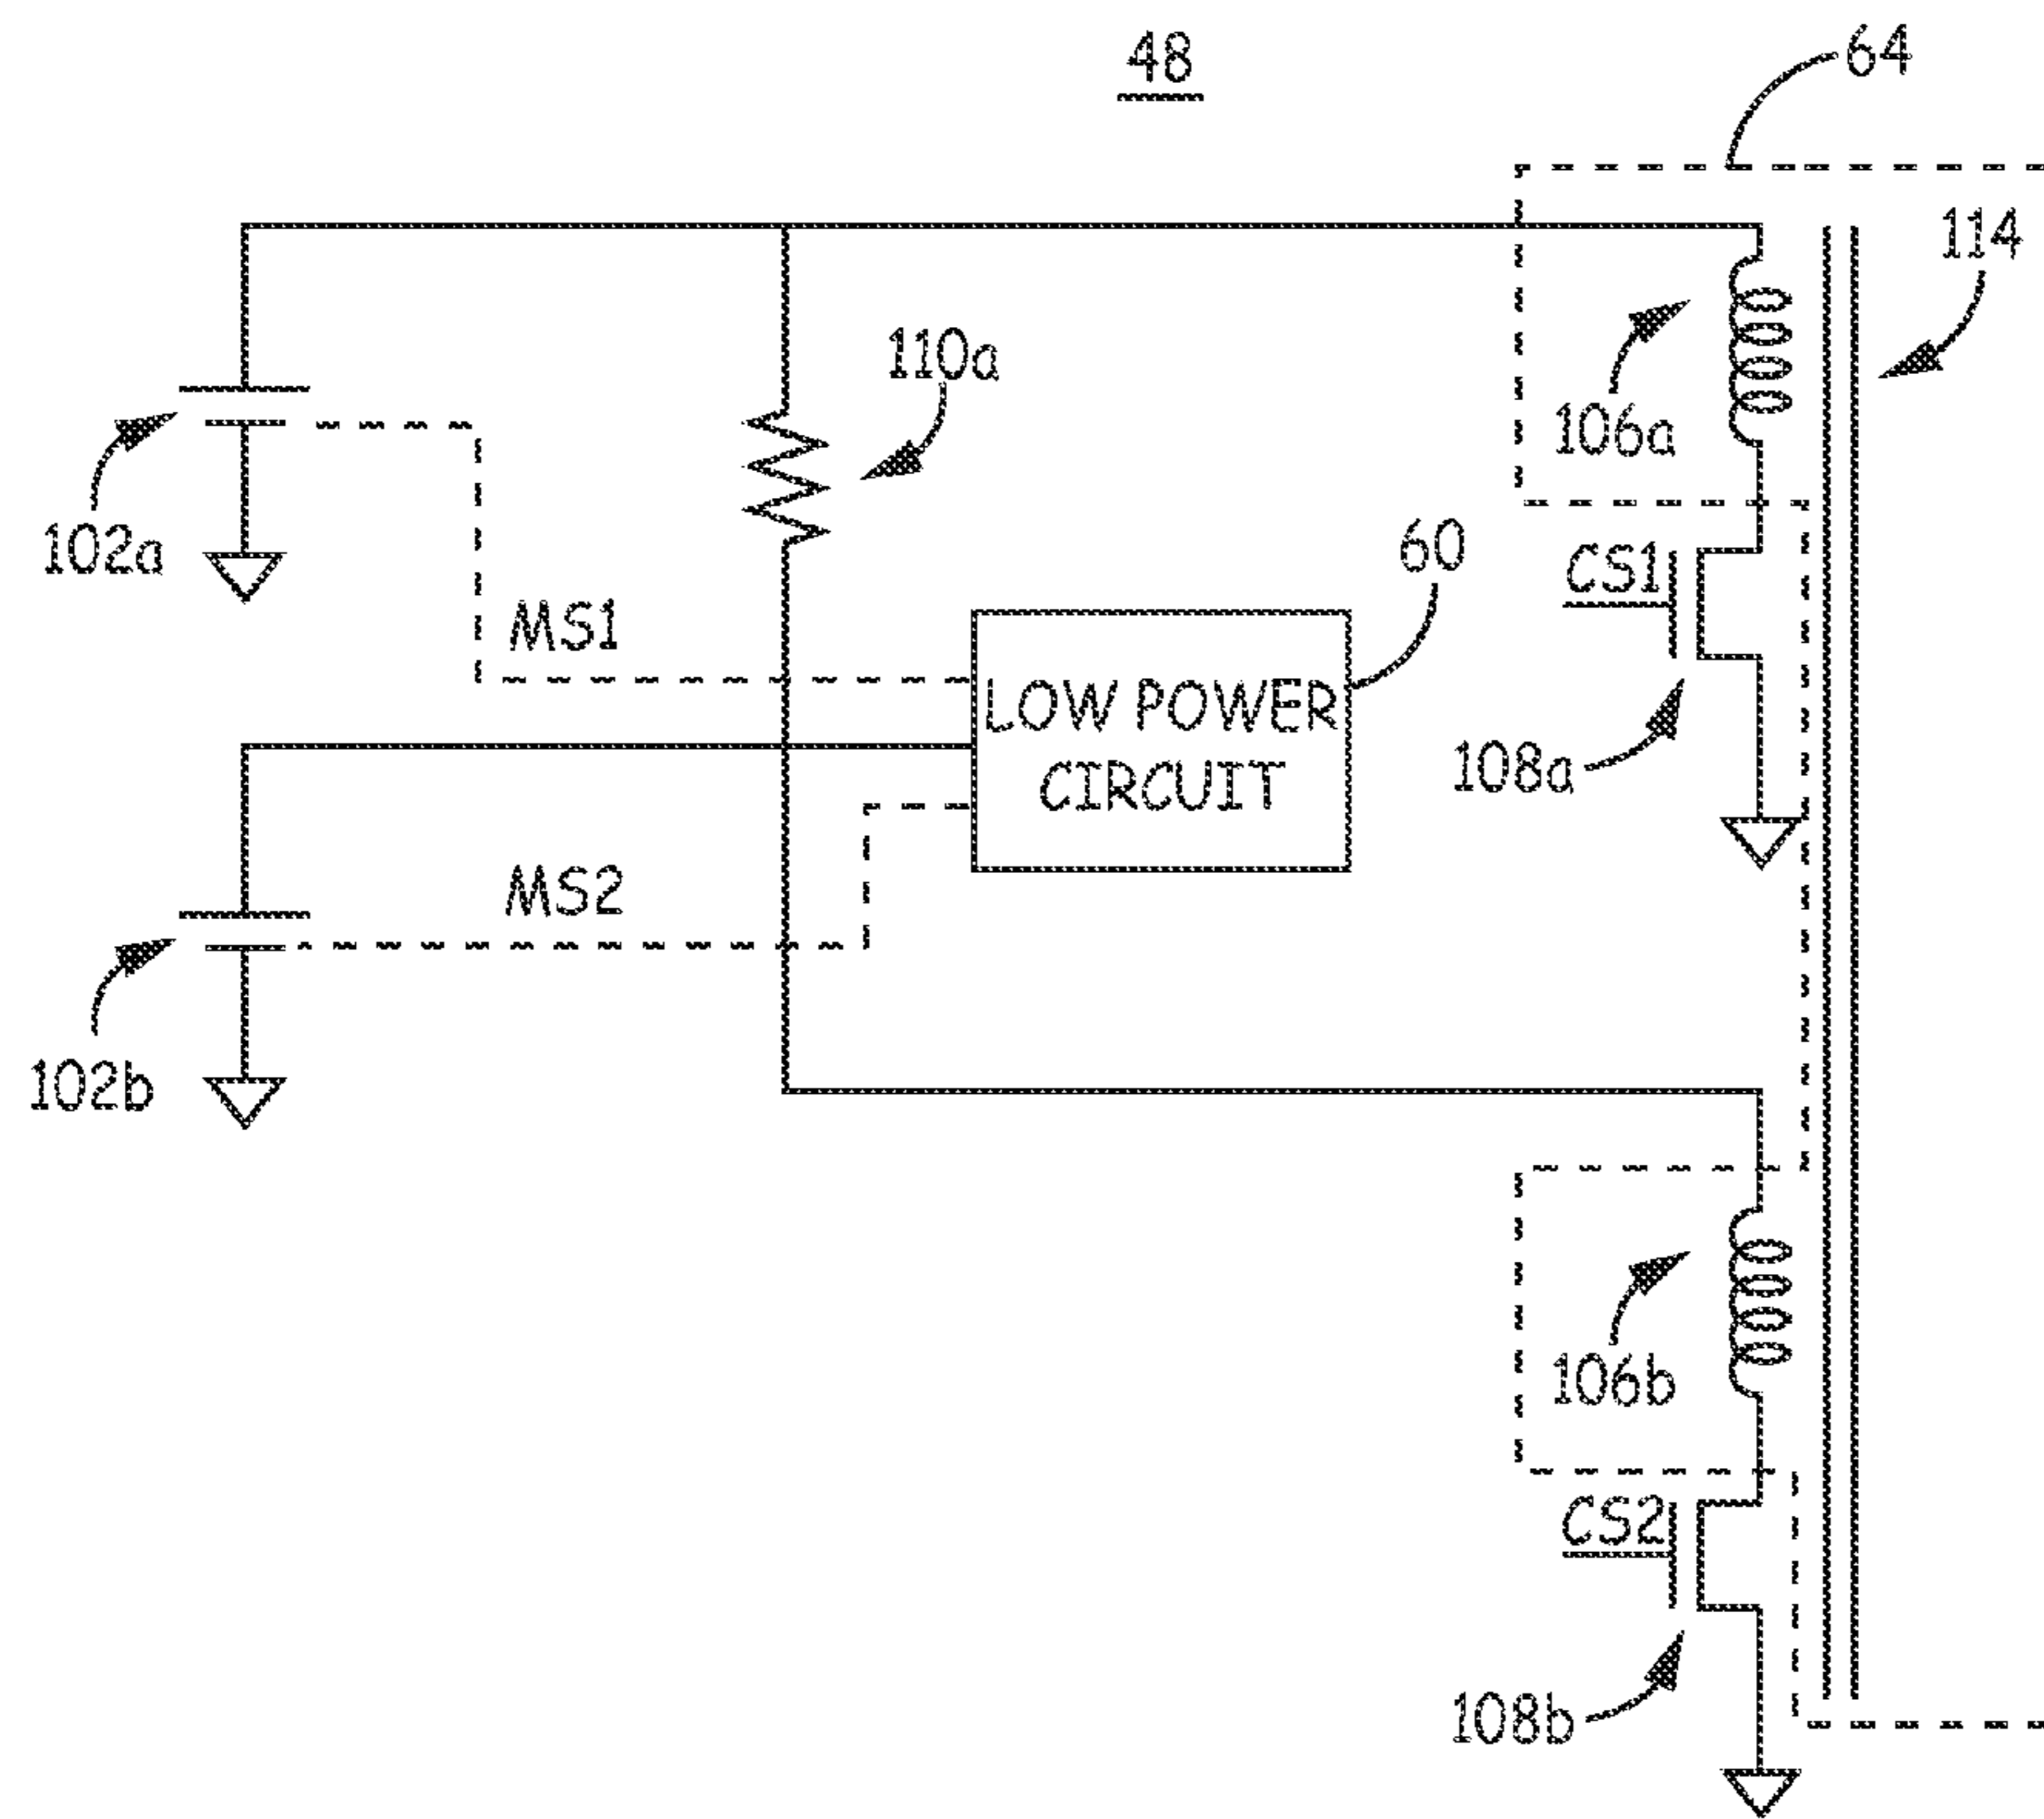 48
64
114
110a
106a
102a
60
CS1
MS1
LOW POWER
CIRCUIT
108a
MS2
102b
106b
CS2
108b